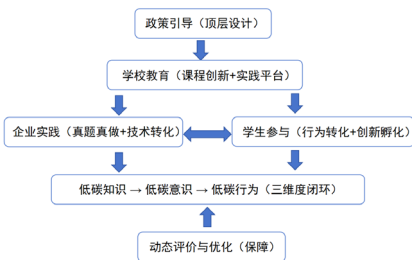 政策引导（顶层设计）
学校教育（课程创新+实践平台）
企业实践（真题真做+技术转化）
学生参与（行为转化+创新孵化）
低碳知识 → 低碳意识 → 低碳行为（三维度闭环）
动态评价与优化（保障）